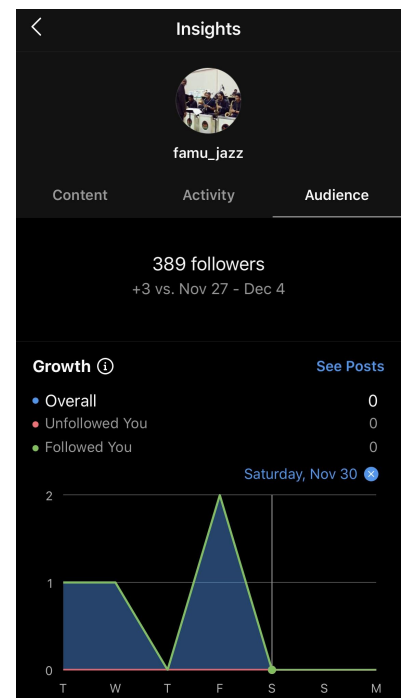 Insights
famu_jazz
Content Activity Audience
389 followers
+3 vs. Nov 27 - Dec 4
Growth See Posts
Overall 0
Unfollowed You 0
Followed You 0
Saturday, Nov 30
2
1
0
T W T F S S M